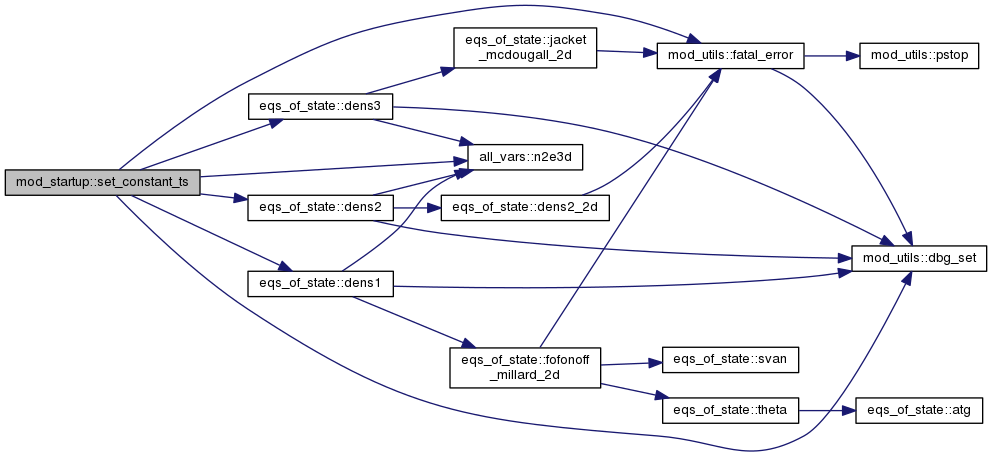 eqs_of_state::jacket
_mcdougall_2d
mod_utils::fatal_error
mod_utils::pstop
eqs_of_state::dens3
all_vars::n2e3d
mod_startup::set_constant_ts
eqs_of_state::dens2
eqs_of_state::dens2_2d
mod_utils::dbg_set
eqs_of_state::dens1
eqs_of_state::fofonoff
_millard_2d
eqs_of_state::svan
eqs_of_state::theta
eqs_of_state::atg